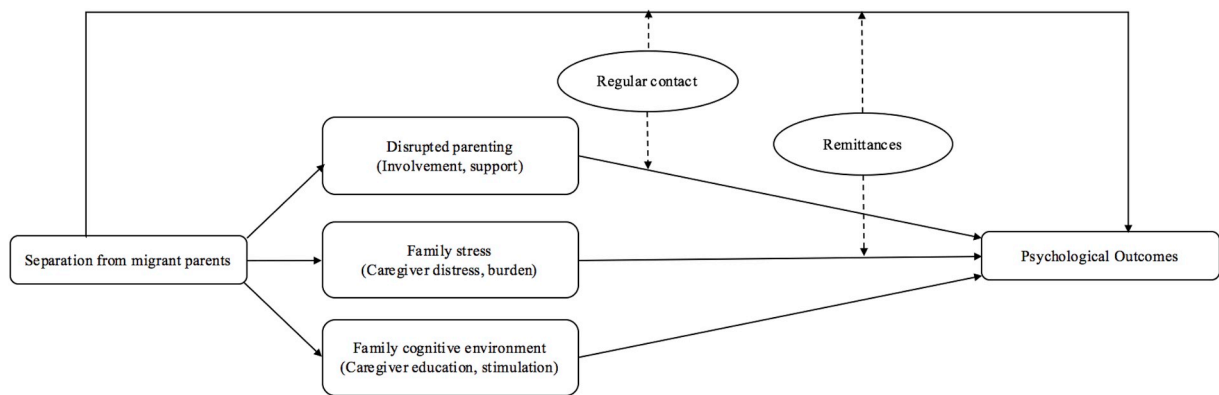 Regular contact
Disrupted parenting
(Involvement, support)
Remittances
Separation from migrant parents
Family stress
(Caregiver distress, burden)
Psychological Outcomes
Family cognitive environment
(Caregiver education, stimulation)